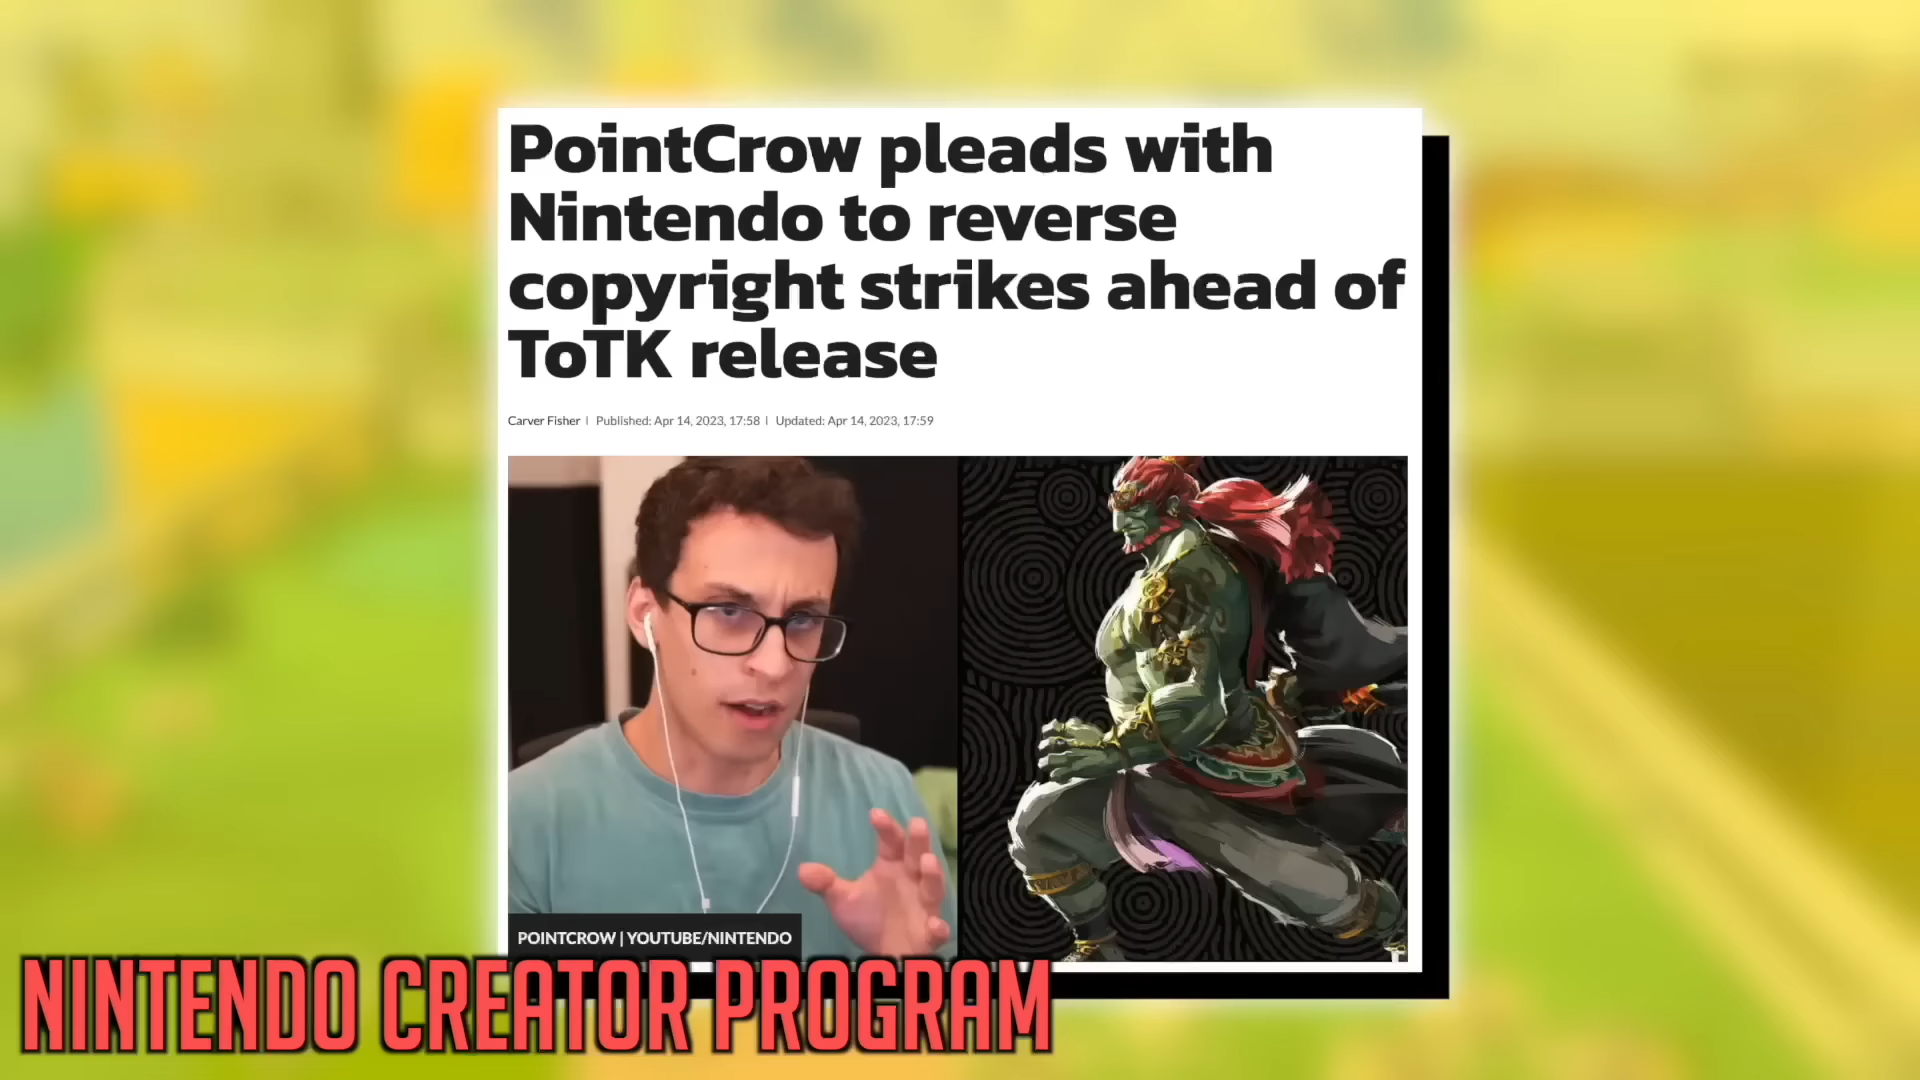 PointCrow pleads with
Nintendo to reverse
copyright strikes ahead of
ToTK release
Carver Fisher | Published: Apr 14, 2023, 17:58 | Updated: Apr 14, 2023, 17:59
POINTCROW | YOUTUBE/NINTENDO
NINTENDO CREATOR PROGRAM